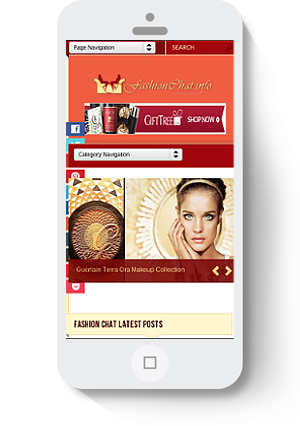 Page Navigation
SEARCH
FashionChat.info
GIFTTREE SHOP NOW
Category Navigation
Guerlain Terra Ora Makeup Collection
FASHION CHAT LATEST POSTS